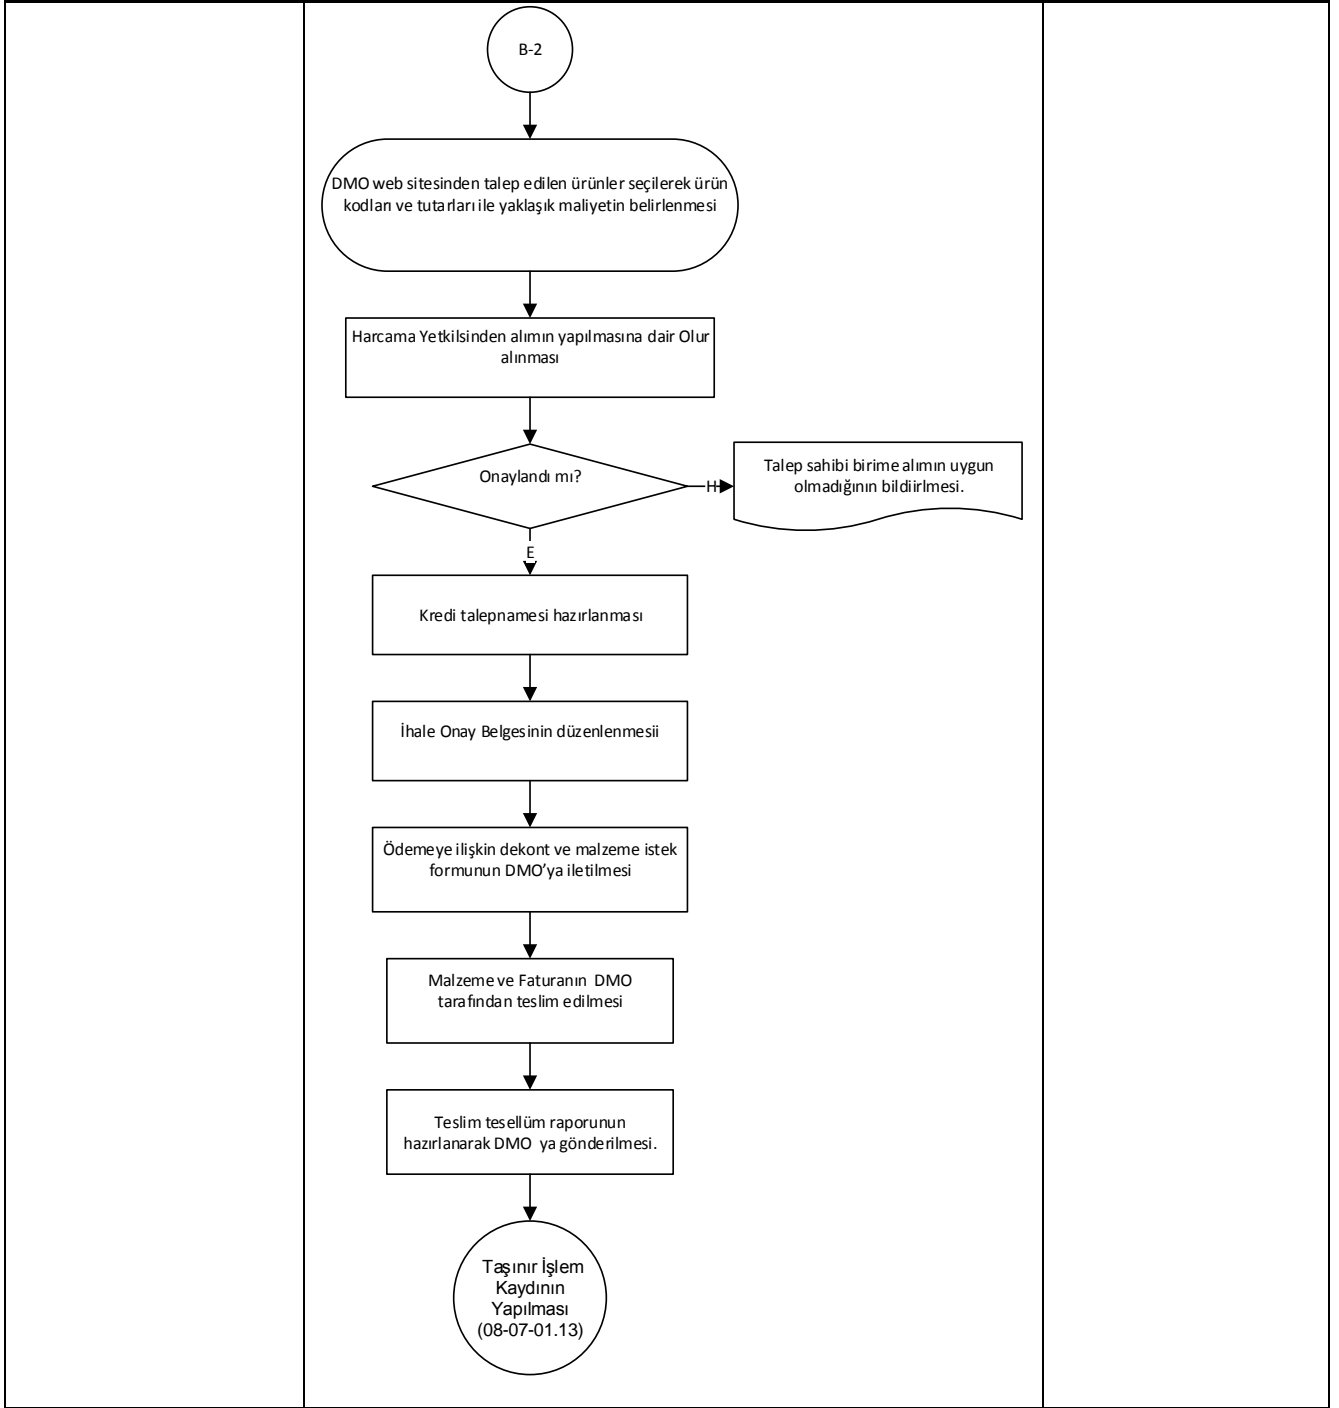 B-2
DMO web sitesinden talep edilen ürünler seçilerek ürün
kodları ve tutarları ile yaklaşık maliyetin belirlenmesi
Harcama Yetkilsinden alımın yapılmasına dair Olur
alınması
Onaylandı mı?
H
Talep sahibi birime alımın uygun
olmadığının bildiirlmesi.
E
Kredi talepnamesi hazırlanması
İhale Onay Belgesinin düzenlenmesii
Ödemeye ilişkin dekont ve malzeme istek
formunun DMO’ya iletilmesi
Malzeme ve Faturanın DMO
tarafından teslim edilmesi
Teslim tesellüm raporunun
hazırlanarak DMO ya gönderilmesi.
Taşınır İşlem
Kaydının
Yapılması
(08-07-01.13)